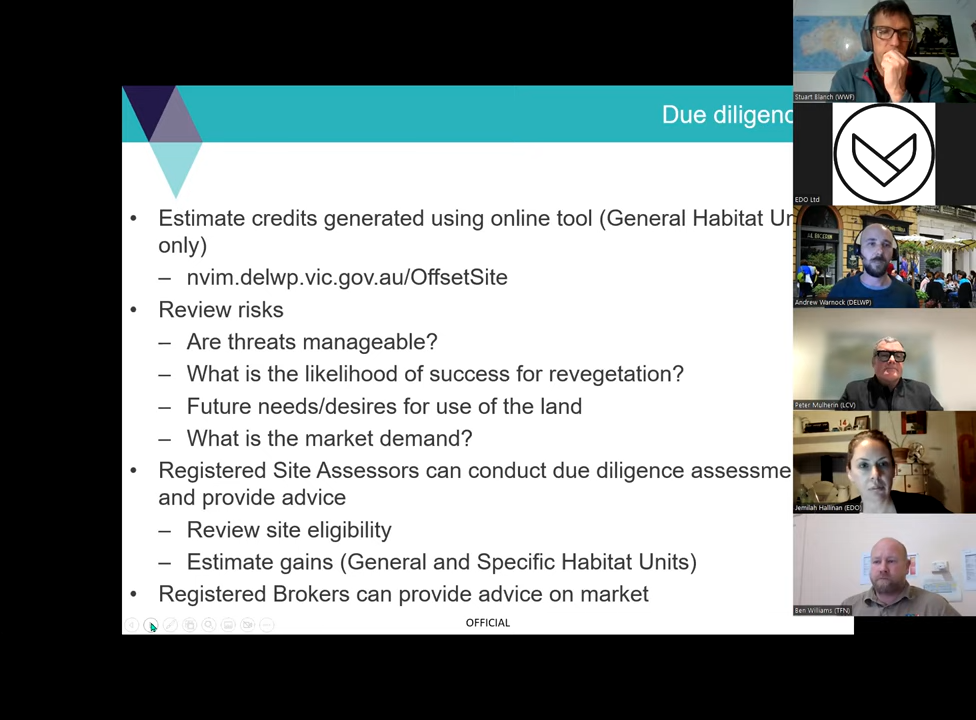 Due diligenc
• Estimate credits generated using online tool (General Habitat Un
only)
– nvim.delwp.vic.gov.au/OffsetSite
• Review risks
– Are threats manageable?
– What is the likelihood of success for revegetation?
– Future needs/desires for use of the land
– What is the market demand?
• Registered Site Assessors can conduct due diligence assessme
and provide advice
– Review site eligibility
– Estimate gains (General and Specific Habitat Units)
• Registered Brokers can provide advice on market
OFFICIAL
Stuart Blanch (WWF)
EDO Ltd
Andrew Warnock (DELWP)
Peter Mulherin (LCV)
14
Jemilah Hallinan (EDO)
Ben Williams (TFN)